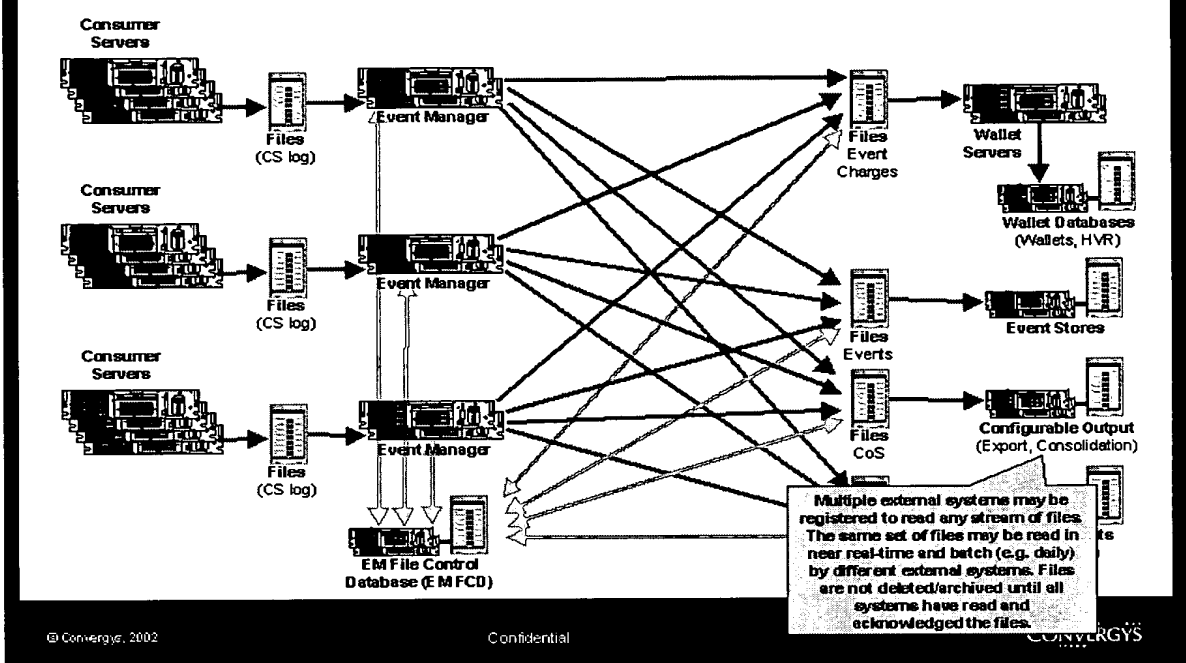 Consumer
Servers
Files
(CS log)
Event Manager
Files
Event
Charges
Wallet
Servers
Wallet Databases
(Wallets, HVR)
Consumer
Servers
Files
(CS log)
Event Manager
Files
Events
Event Stores
Consumer
Servers
Files
(CS log)
Event Manager
Files
CoS
Configurable Output
(Export, Consolidation)
EM File Control
Database (EM FCD)
Multiple external systems may be
registered to read any stream of files.
The same set of files may be read in
near real-time and batch (e.g. daily)
by different external systems. Files
are not deleted/archived until all
systems have read and
acknowledged the files.
© Convergys, 2002
Confidential
CONVERGYS